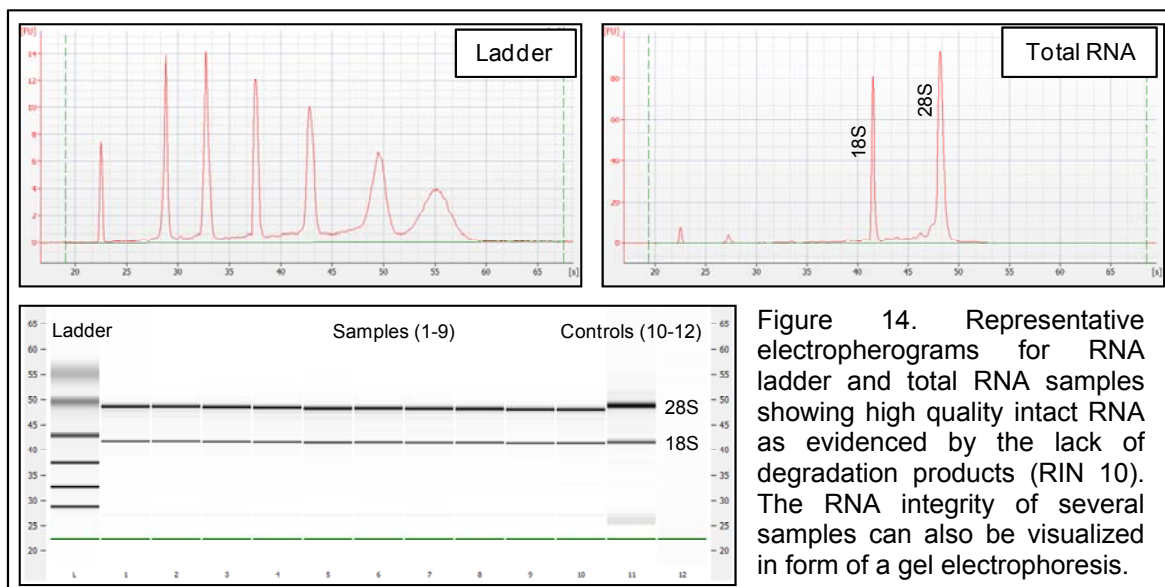 [FU]
Ladder
14
12
10
8
6
4
2
0
20 25 30 35 40 45 50 55 60 65 [s]
[FU]
Total RNA
80
60
40
20
0
18S
28S
20 25 30 35 40 45 50 55 60 65 [s]
Ladder Samples (1-9) Controls (10-12)
65 65
60 60
55 55
50 50
28S
45 45
18S
40 40
35 35
30 30
25 25
20 20
L 1 2 3 4 5 6 7 8 9 10 11 12
Figure 14. Representative
electropherograms for RNA
ladder and total RNA samples
showing high quality intact RNA
as evidenced by the lack of
degradation products (RIN 10).
The RNA integrity of several
samples can also be visualized
in form of a gel electrophoresis.